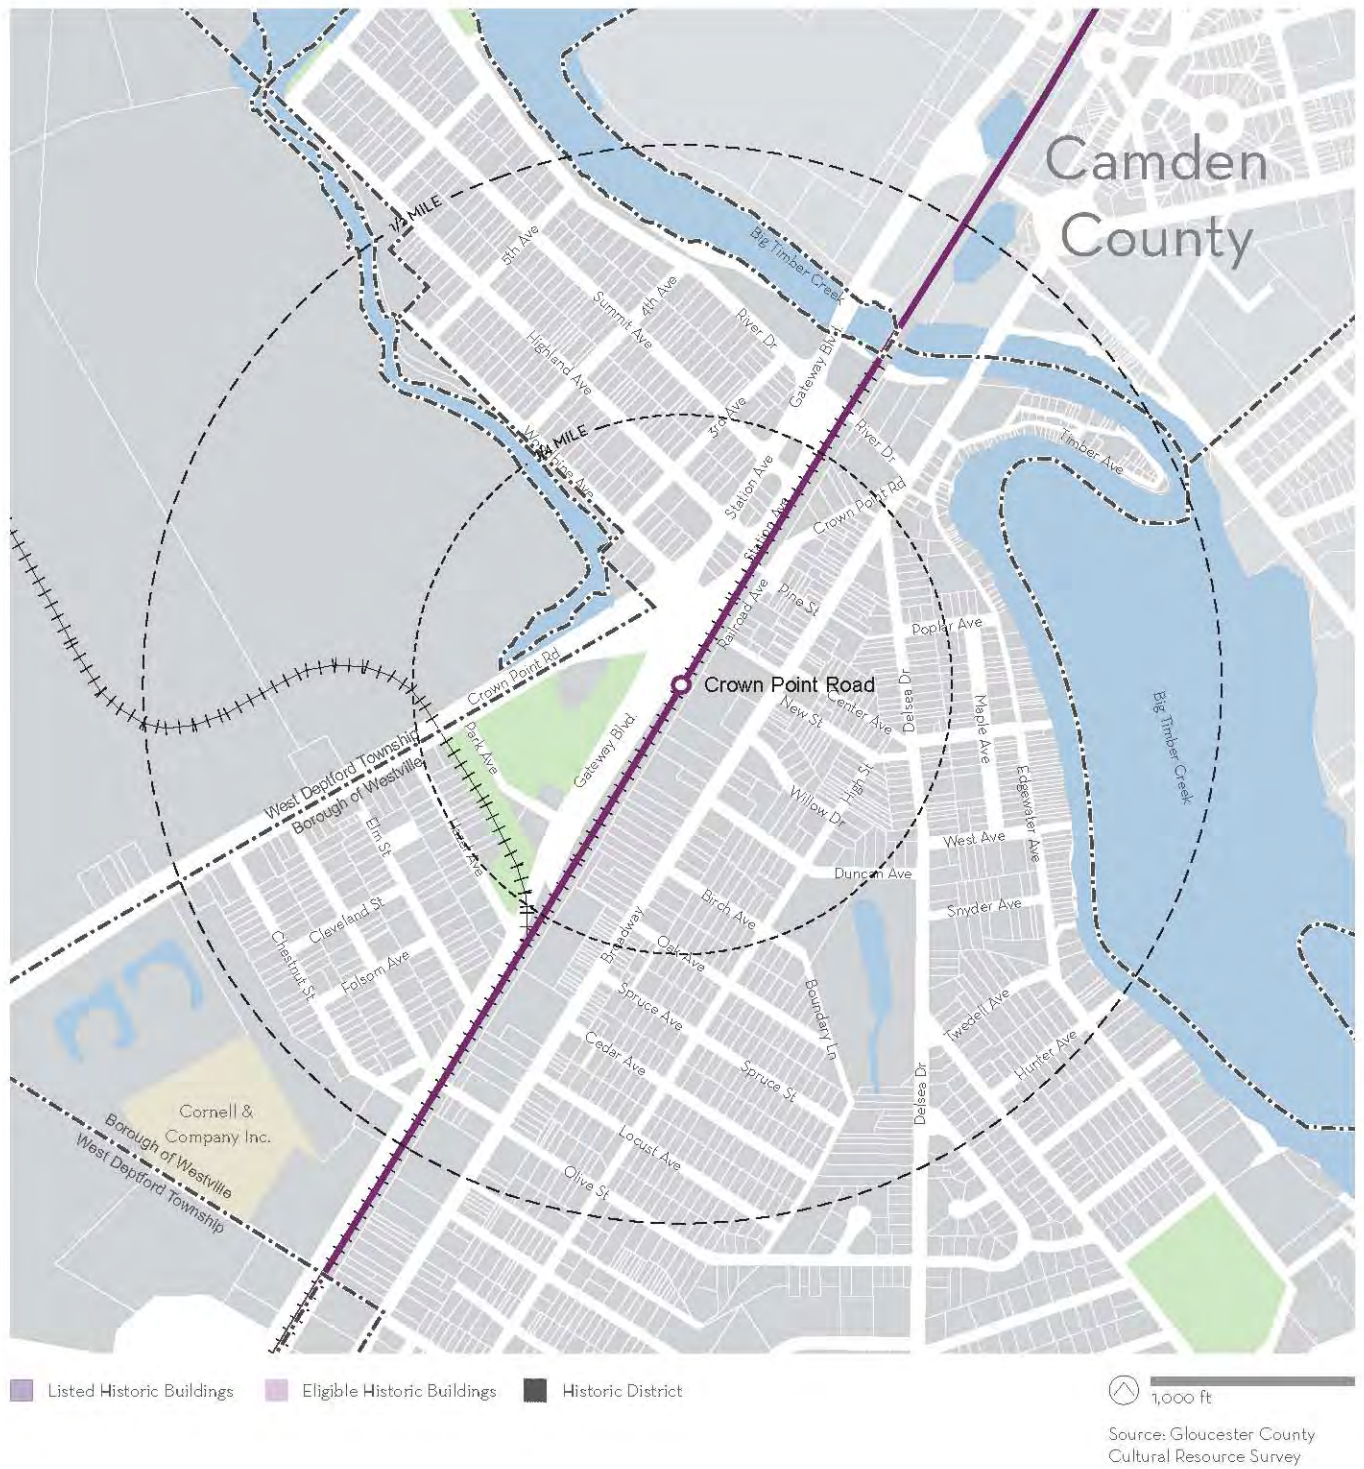 Camden
County
1/2 MILE
5th Ave
Big Timber Creek
4th Ave
Summit Ave
River Dr
Highland Ave
Gateway Blvd.
3rd Ave
River Dr
Timber Ave
1/4 MILE
Station Ave
Crown Point Rd
Station Ave
Pine St
Railroad Ave
Poplar Ave
Crown Point Rd
Crown Point Road
Center Ave
New St
Delsea Dr
Maple Ave
Big Timber Creek
Park Ave
Gateway Blvd.
West Deptford Township
Borough of Westville
High St
Willow Dr
Edgewater Ave
Elm St
West Ave
Duncan Ave
Birch Ave
Snyder Ave
Cleveland St
Broadway
Oak Ave
Chestnut St
Folsom Ave
Boundary Ln
Spruce Ave
Twedell Ave
Cedar Ave
Hunter Ave
Spruce St
Delsea Dr
Cornell &
Company Inc.
Borough of Westville
West Deptford Township
Locust Ave
Olive St
Listed Historic Buildings
Eligible Historic Buildings
Historic District
1,000 ft
Source: Gloucester County
Cultural Resource Survey